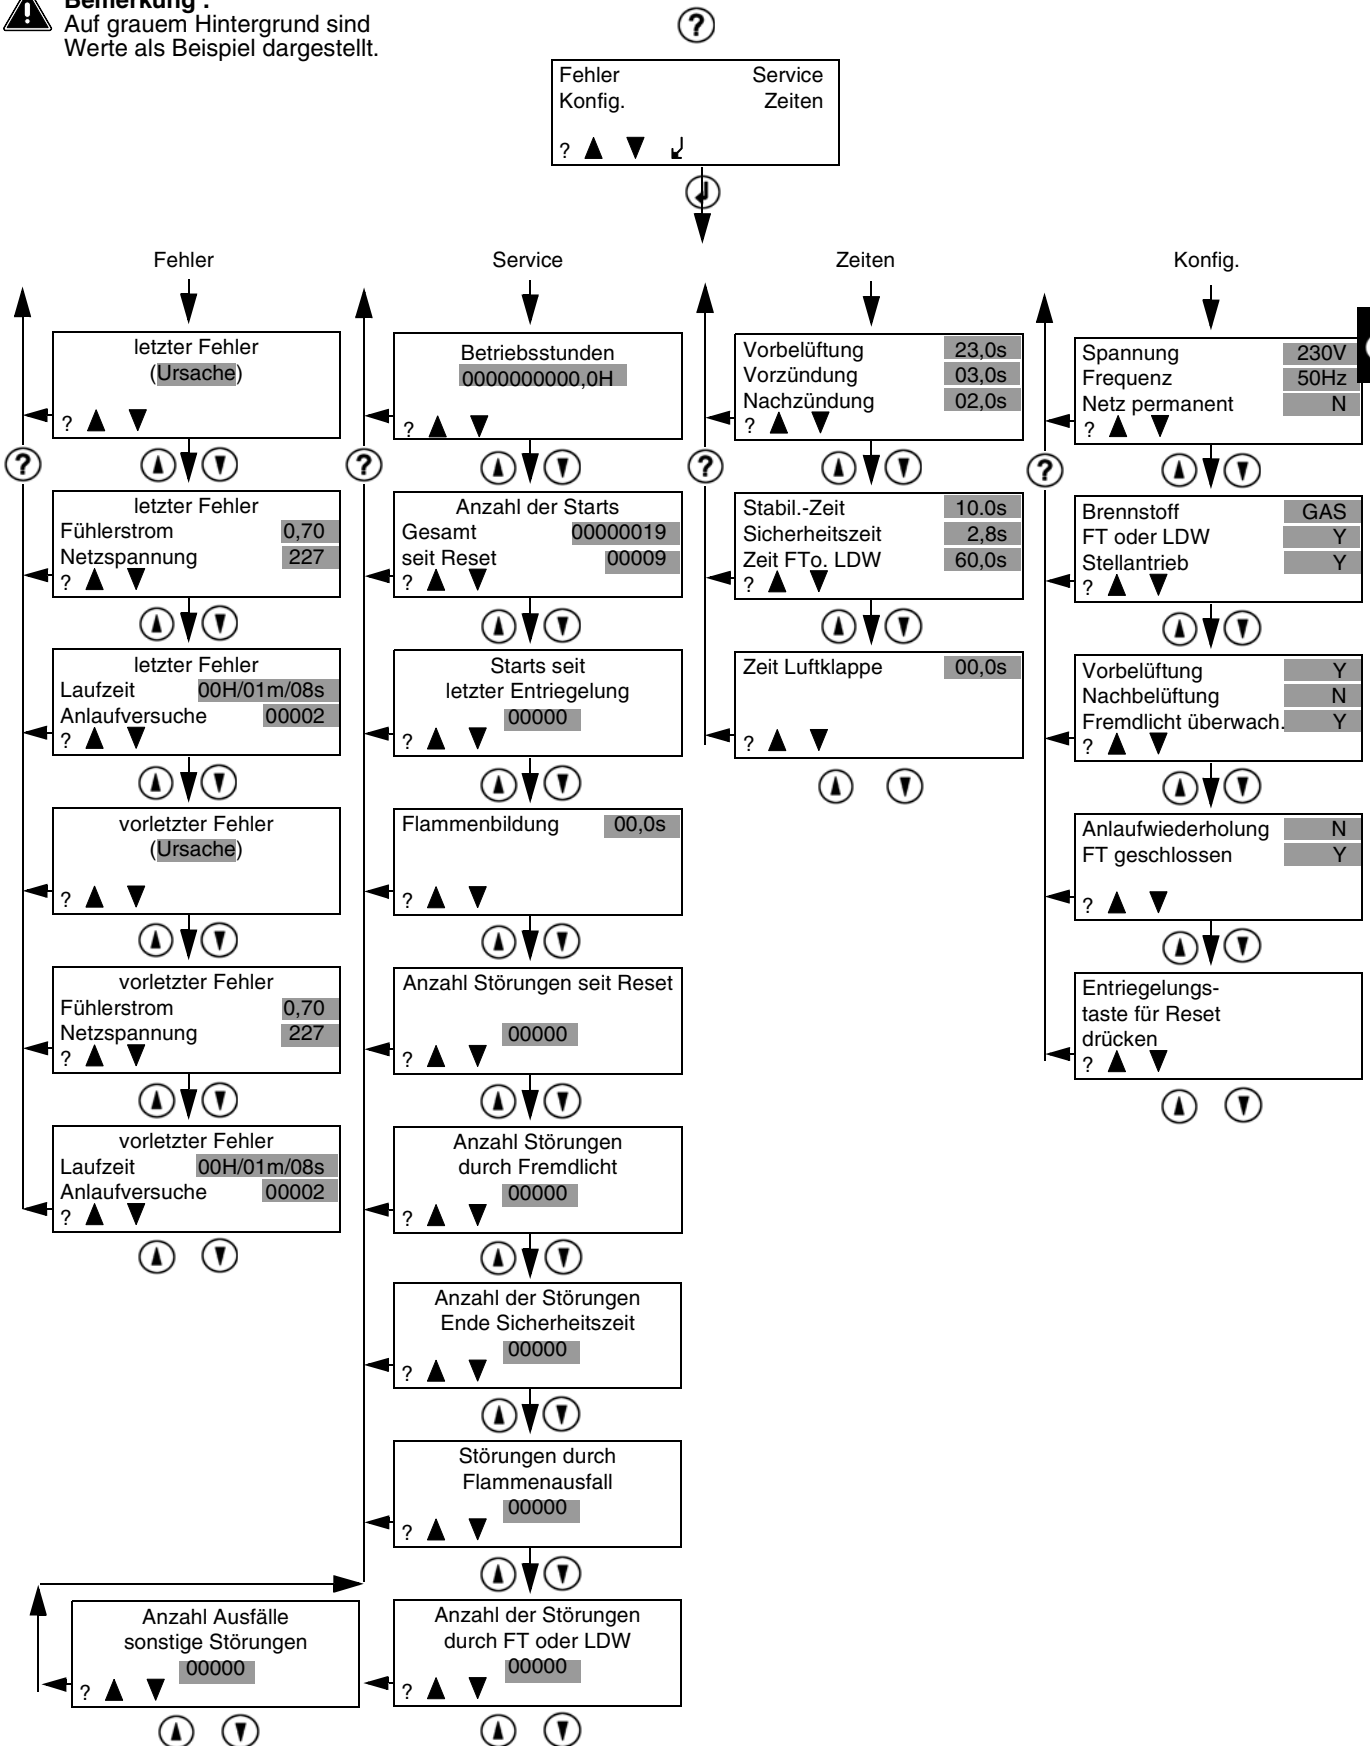 Bemerkung :
Auf grauem Hintergrund sind
Werte als Beispiel dargestellt.
?
Fehler Service
Konfig. Zeiten
?
Fehler
letzter Fehler
(Ursache)
?
?
letzter Fehler
Fühlerstrom 0,70
Netzspannung 227
?
letzter Fehler
Laufzeit 00H/01m/08s
Anlaufversuche 00002
?
vorletzter Fehler
(Ursache)
?
vorletzter Fehler
Fühlerstrom 0,70
Netzspannung 227
?
vorletzter Fehler
Laufzeit 00H/01m/08s
Anlaufversuche 00002
?
Service
Betriebsstunden
0000000000,0H
?
?
Anzahl der Starts
Gesamt 00000019
seit Reset 00009
?
Starts seit
letzter Entriegelung
00000
?
Flammenbildung 00,0s
?
Anzahl Störungen seit Reset
00000
?
Anzahl Störungen
durch Fremdlicht
00000
?
Anzahl der Störungen
Ende Sicherheitszeit
00000
?
Störungen durch
Flammenausfall
00000
?
Anzahl der Störungen
durch FT oder LDW
00000
?
Anzahl Ausfälle
sonstige Störungen
00000
?
Zeiten
Vorbelüftung 23,0s
Vorzündung 03,0s
Nachzündung 02,0s
?
?
Stabil.-Zeit 10.0s
Sicherheitszeit 2,8s
Zeit FTo. LDW 60,0s
?
Zeit Luftklappe 00,0s
?
Konfig.
Spannung 230V
Frequenz 50Hz
Netz permanent N
?
?
Brennstoff GAS
FT oder LDW Y
Stellantrieb Y
?
Vorbelüftung Y
Nachbelüftung N
Fremdlicht überwach. Y
?
Anlaufwiederholung N
FT geschlossen Y
?
Entriegelungs-
taste für Reset
drücken
?